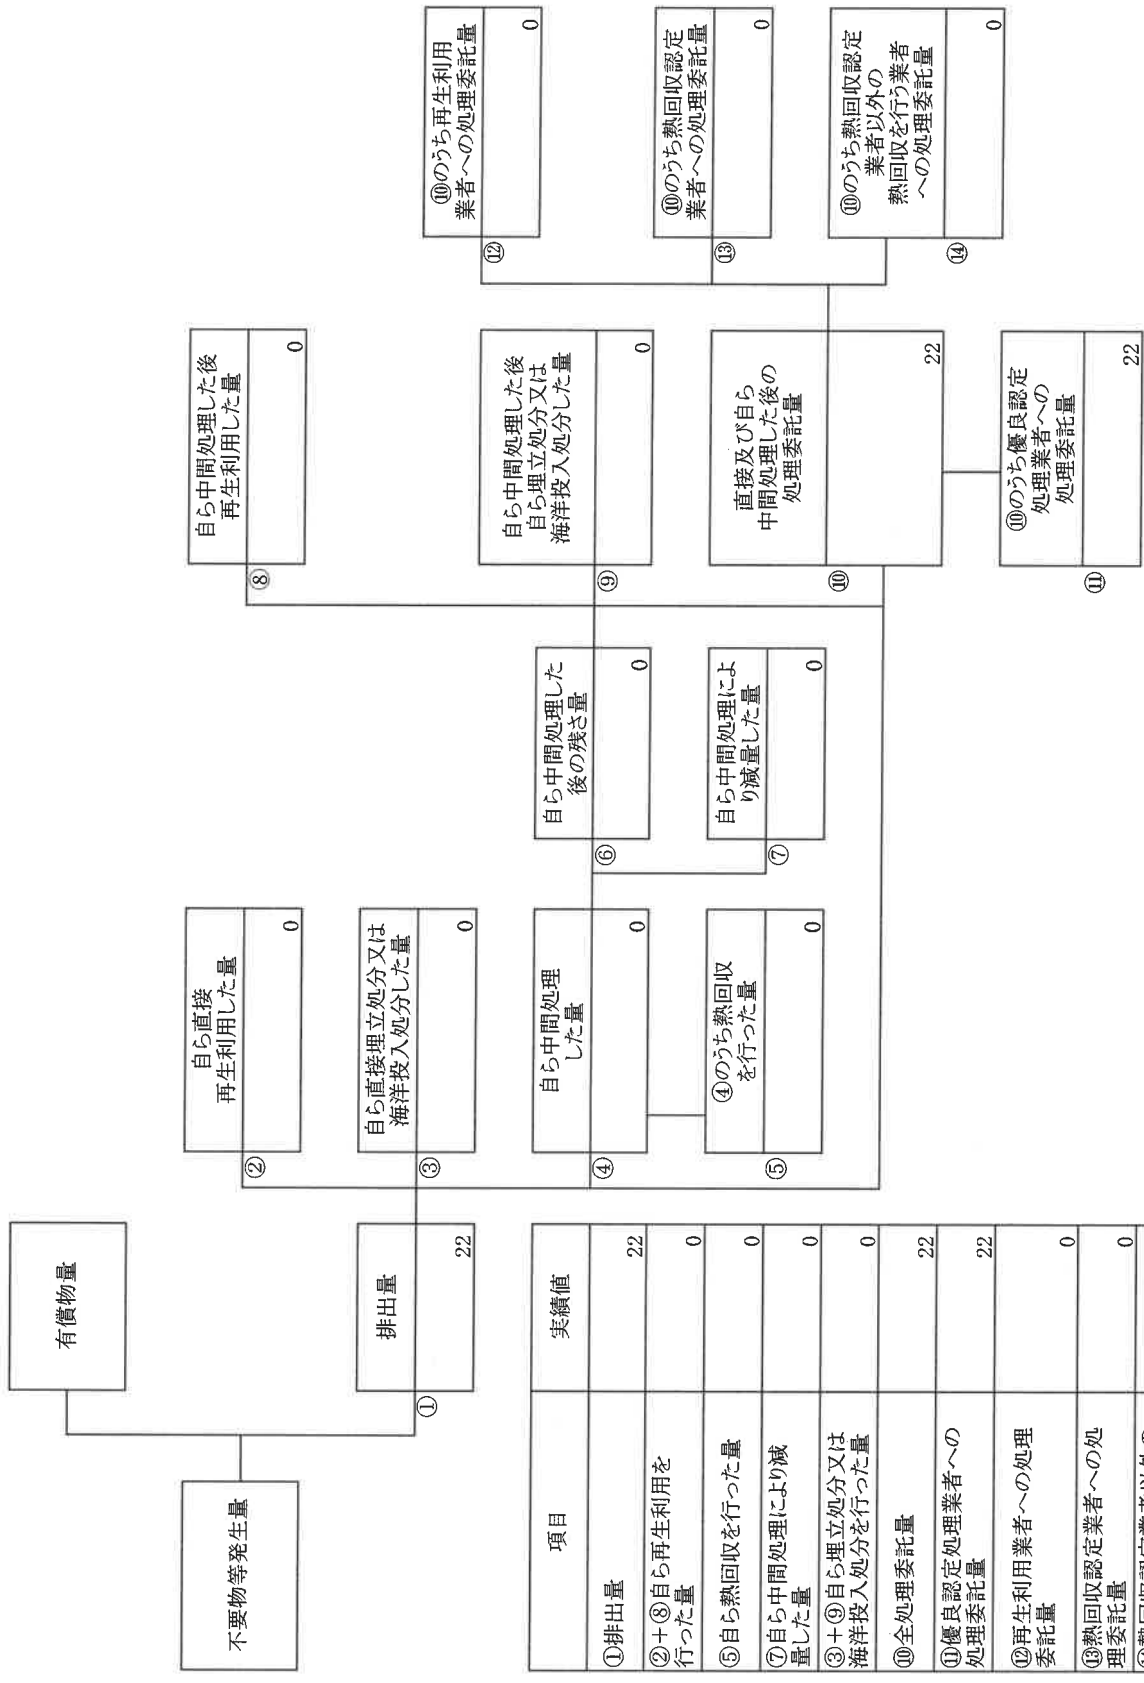 不要物等発生量
有償物量
排出量
①
22
②
自ら直接
再生利用した量
0
③
自ら直接埋立処分又は
海洋投入処分した量
0
④
自ら中間処理
した量
0
⑤
④のうち熱回収
を行った量
0
⑥
自ら中間処理した
後の残さ量
0
⑦
自ら中間処理によ
り減量した量
0
⑧
自ら中間処理した後
再生利用した量
0
⑨
自ら中間処理した後
自ら埋立処分又は
海洋投入処分した量
0
⑩
直接及び自ら
中間処理した後の
処理委託量
22
⑪
⑩のうち優良認定
処理業者への
処理委託量
22
⑫
⑩のうち再生利用
業者への処理委託量
0
⑬
⑩のうち熱回収認定
業者への処理委託量
0
⑭
⑩のうち熱回収認定
業者以外の
熱回収を行う業者
への処理委託量
0
項目 実績値
①排出量 22
②+⑧自ら再生利用を
行った量 0
⑤自ら熱回収を行った量 0
⑦自ら中間処理により減
量した量 0
③+⑨自ら埋立処分又は
海洋投入処分を行った量 0
⑩全処理委託量 22
⑪優良認定処理業者への
処理委託量 22
⑫再生利用業者への処理
委託量 0
⑬熱回収認定業者への処
理委託量 0